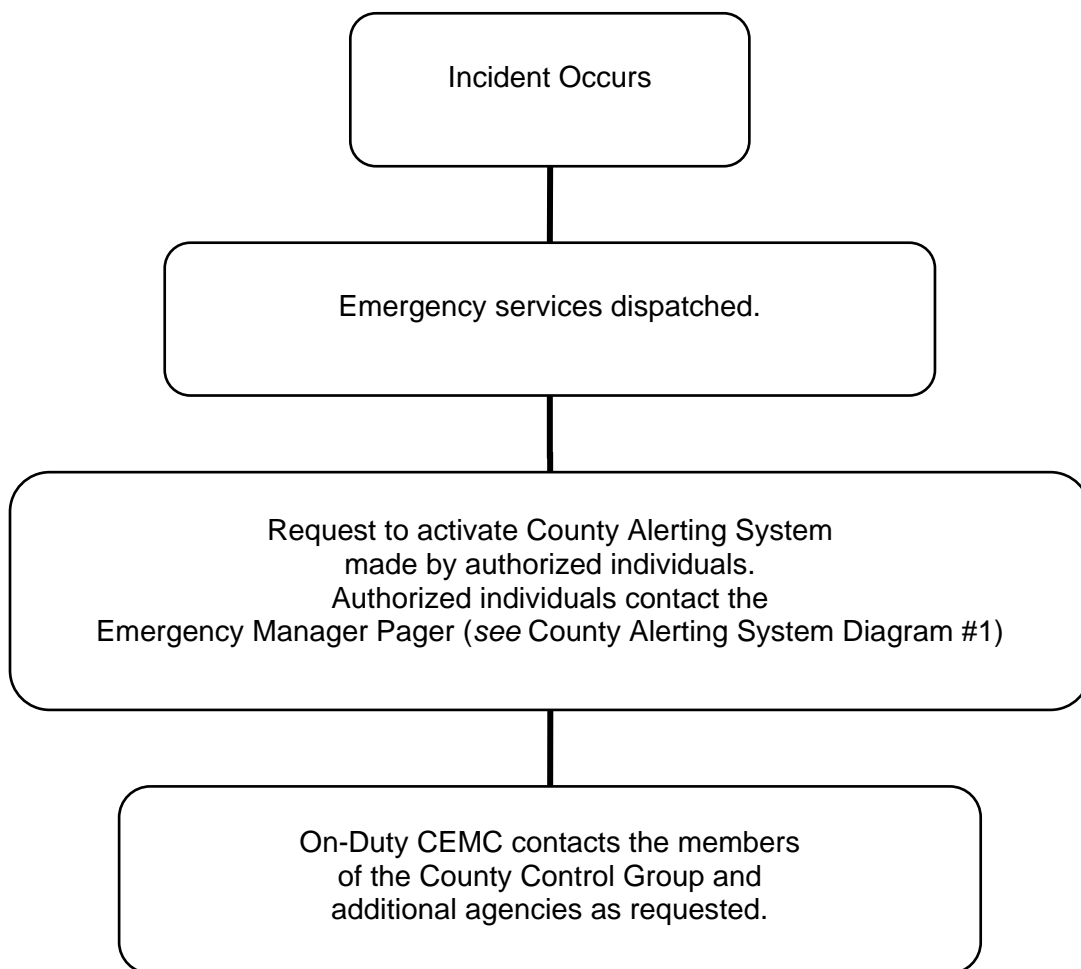 Incident Occurs
Emergency services dispatched.
Request to activate County Alerting System
made by authorized individuals.
Authorized individuals contact the
Emergency Manager Pager (see County Alerting System Diagram #1)
On-Duty CEMC contacts the members
of the County Control Group and
additional agencies as requested.